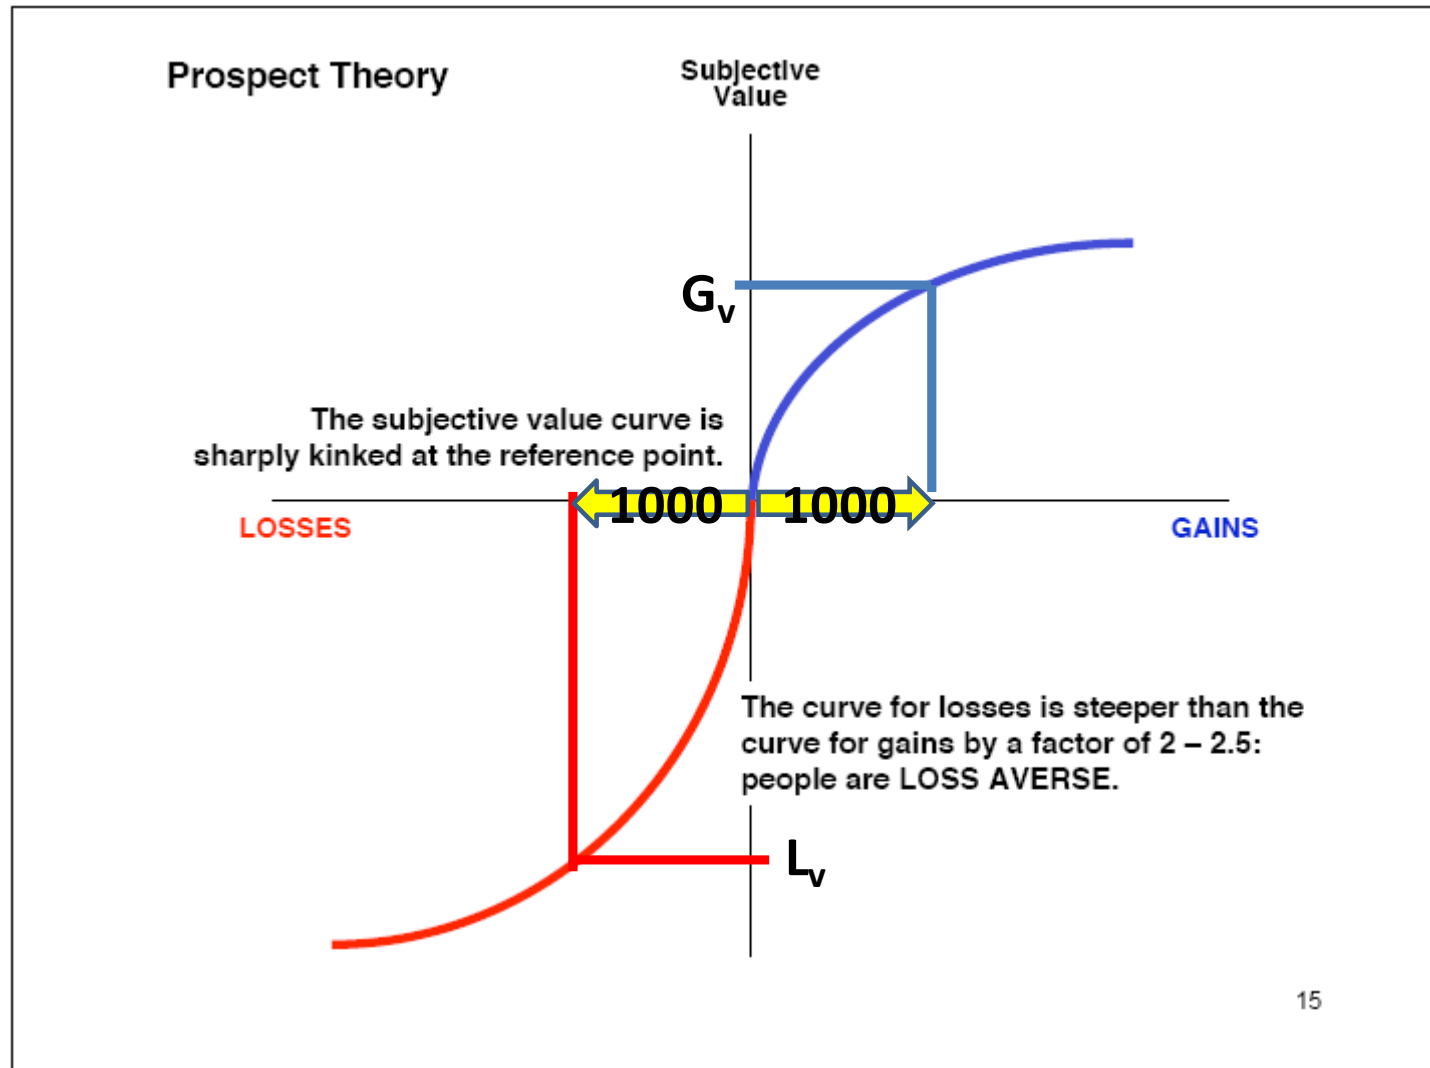 Prospect Theory
Subjective
Value
Gv
The subjective value curve is
sharply kinked at the reference point.
1000
1000
LOSSES
GAINS
The curve for losses is steeper than the
curve for gains by a factor of 2 – 2.5:
people are LOSS AVERSE.
Lv
15